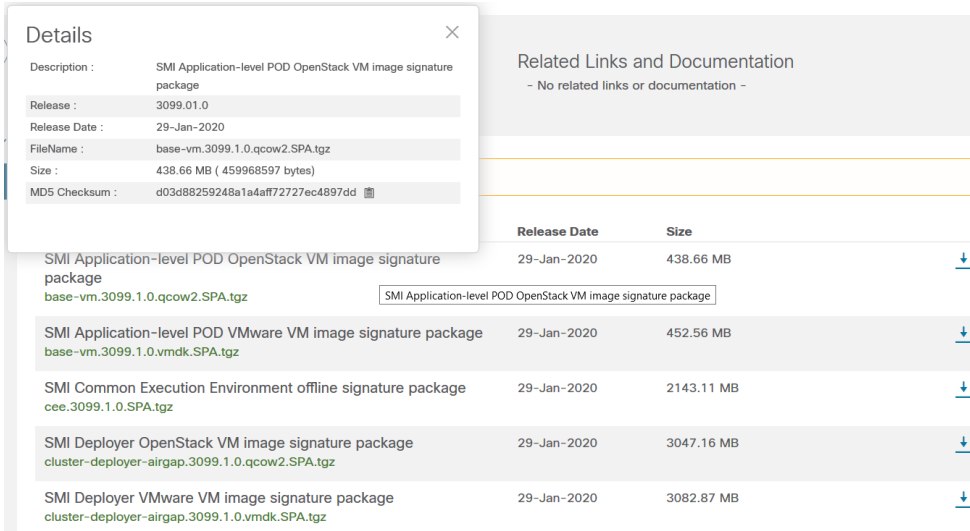 Details
Description : SMI Application-level POD OpenStack VM image signature
package
Release : 3099.01.0
Release Date : 29-Jan-2020
FileName : base-vm.3099.1.0.qcow2.SPA.tgz
Size : 438.66 MB ( 459968597 bytes)
MD5 Checksum : d03d88259248a1a4aff72727ec4897dd
Related Links and Documentation
- No related links or documentation -
Release Date Size
SMI Application-level POD OpenStack VM image signature 29-Jan-2020 438.66 MB
package
base-vm.3099.1.0.qcow2.SPA.tgz
SMI Application-level POD OpenStack VM image signature package
SMI Application-level POD VMware VM image signature package 29-Jan-2020 452.56 MB
base-vm.3099.1.0.vmdk.SPA.tgz
SMI Common Execution Environment offline signature package 29-Jan-2020 2143.11 MB
cee.3099.1.0.SPA.tgz
SMI Deployer OpenStack VM image signature package 29-Jan-2020 3047.16 MB
cluster-deployer-airgap.3099.1.0.qcow2.SPA.tgz
SMI Deployer VMware VM image signature package 29-Jan-2020 3082.87 MB
cluster-deployer-airgap.3099.1.0.vmdk.SPA.tgz